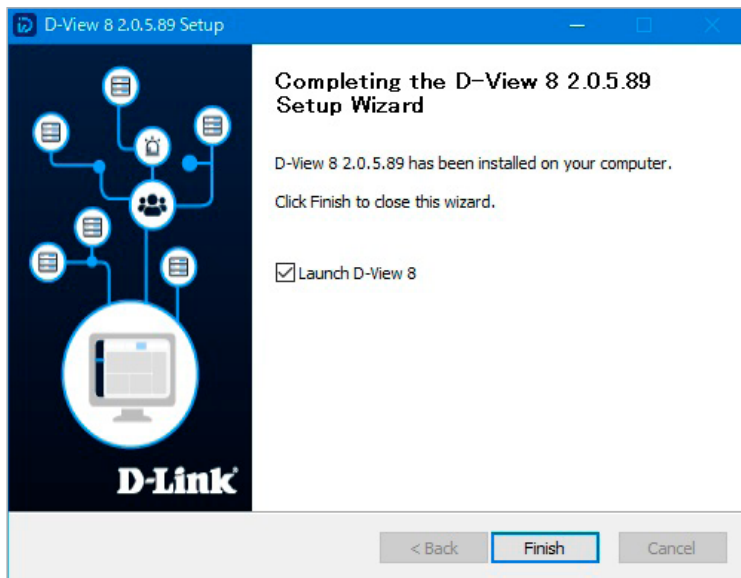 D-View 8 2.0.5.89 Setup
Completing the D-View 8 2.0.5.89
Setup Wizard
D-View 8 2.0.5.89 has been installed on your computer.
Click Finish to close this wizard.
Launch D-View 8
D-Link
< Back
Finish
Cancel